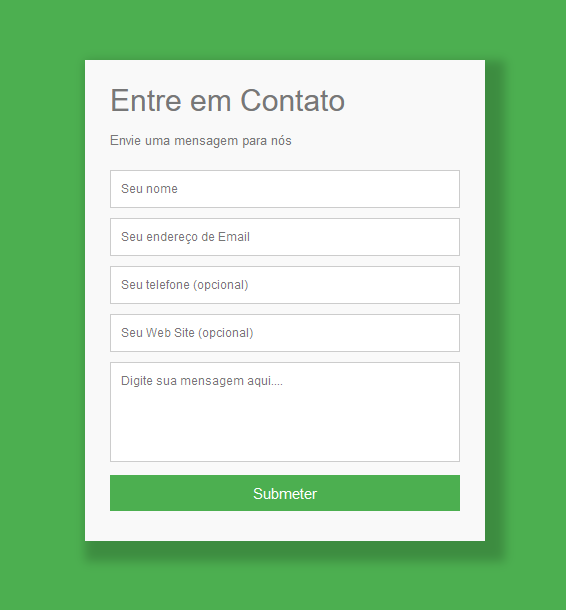 Entre em Contato
Envie uma mensagem para nós
Seu nome
Seu endereço de Email
Seu telefone (opcional)
Seu Web Site (opcional)
Digite sua mensagem aqui....
Submeter